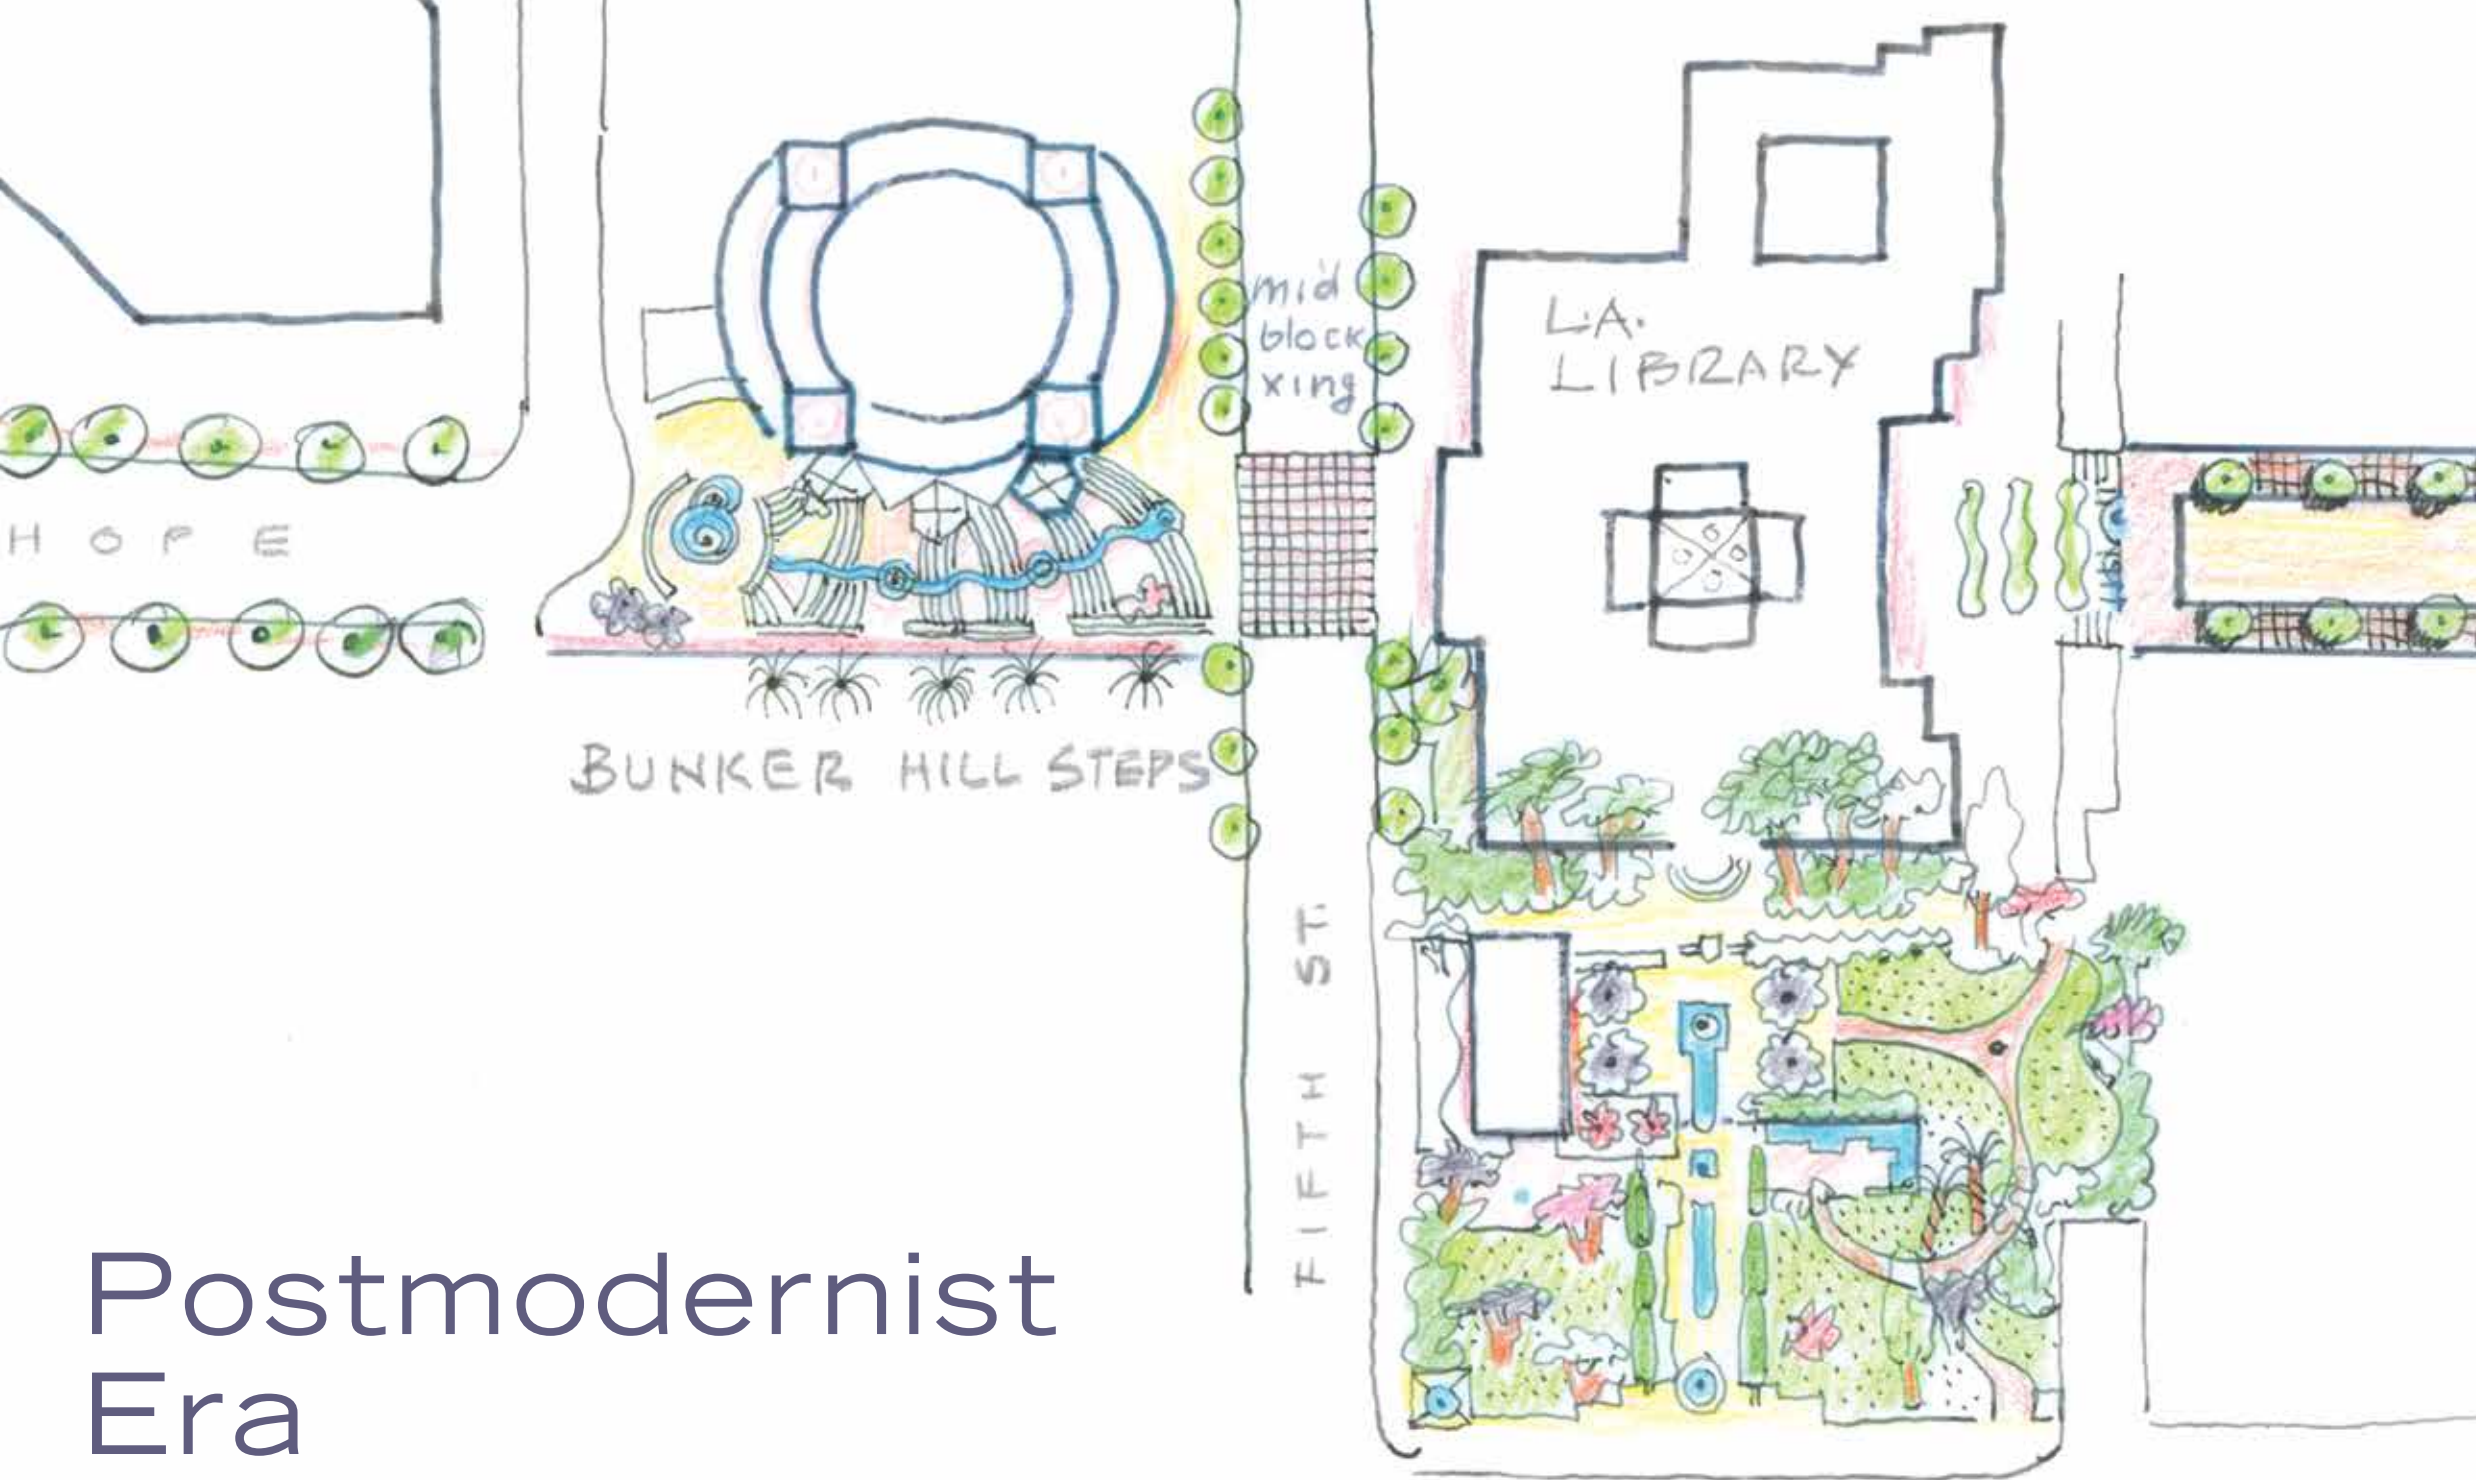 mid
block
xing
L.A.
LIBRARY
HOPE
BUNKER HILL STEPS
FIFTH ST.
Postmodernist
Era